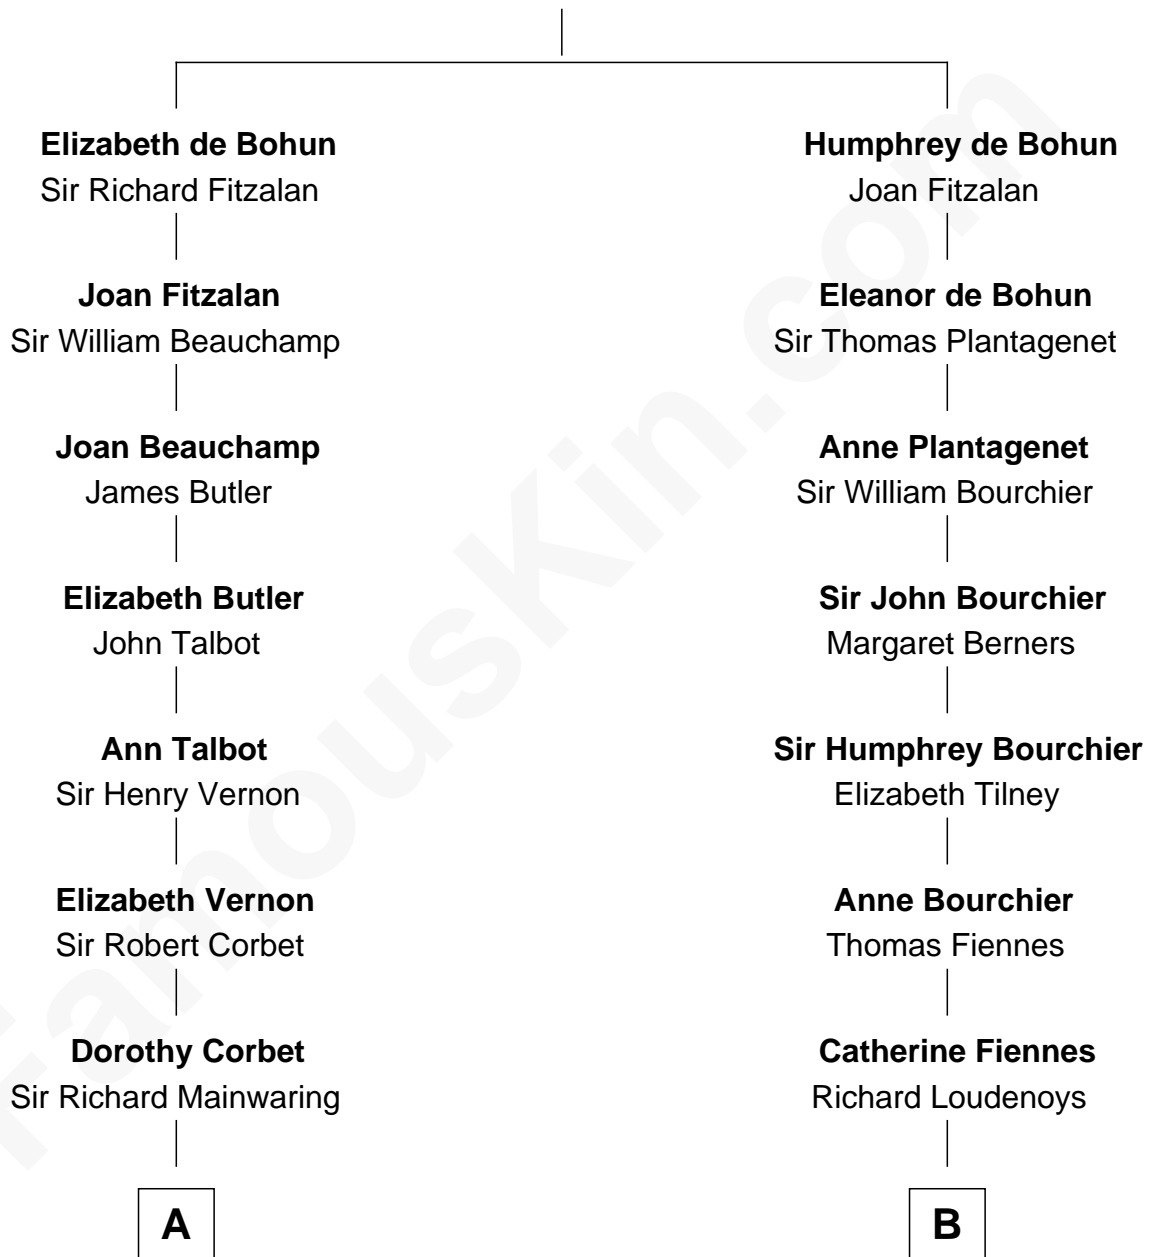 Elizabeth de Bohun
Sir Richard Fitzalan
Humphrey de Bohun
Joan Fitzalan
Joan Fitzalan
Sir William Beauchamp
Eleanor de Bohun
Sir Thomas Plantagenet
Joan Beauchamp
James Butler
Anne Plantagenet
Sir William Bourchier
Elizabeth Butler
John Talbot
Sir John Bourchier
Margaret Berners
Ann Talbot
Sir Henry Vernon
Sir Humphrey Bourchier
Elizabeth Tilney
Elizabeth Vernon
Sir Robert Corbet
Anne Bourchier
Thomas Fiennes
Dorothy Corbet
Sir Richard Mainwaring
Catherine Fiennes
Richard Loudenoys
A
B
FamousKin.com